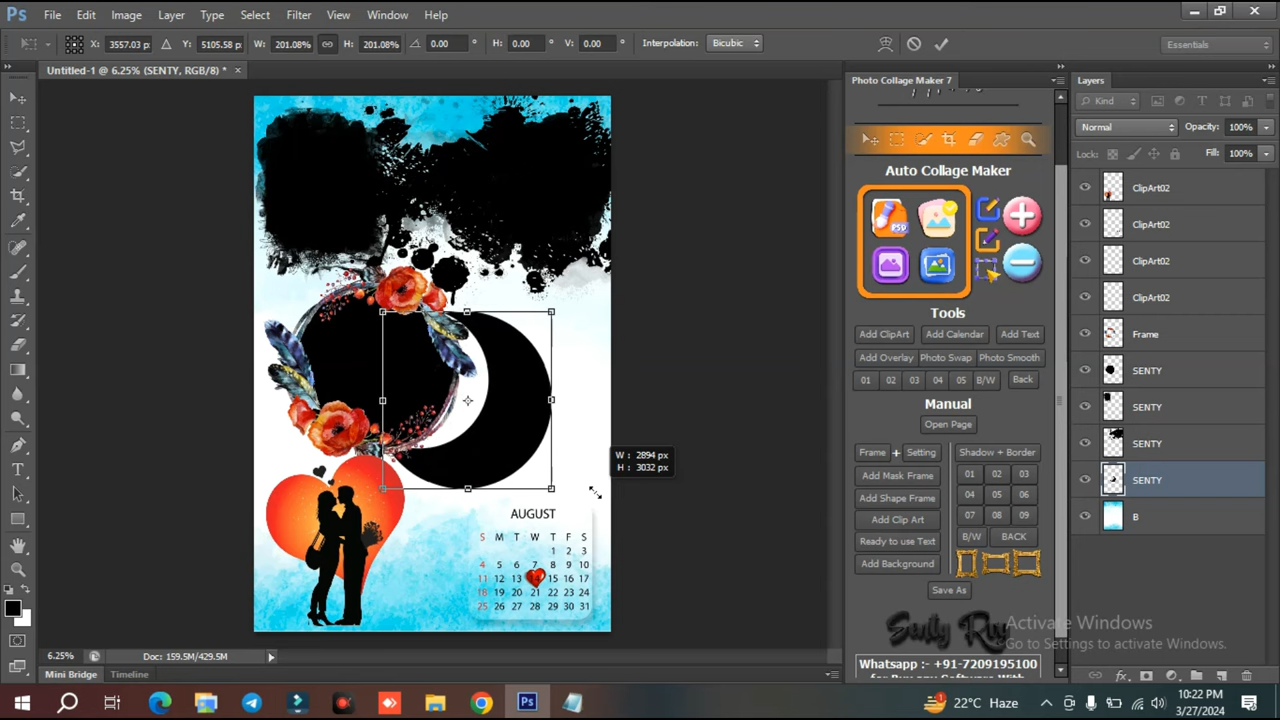 Ps File Edit Image Layer Type Select Filter View Window Help
X: 3557.03 p: Y: 5105.58 p: W: 201.08% H: 201.08% 0.00 ° H: 0.00 ° V: 0.00 ° Interpolation: Bicubic Essentials
Untitled-1 @ 6.25% (SENTY, RGB/8) * ×
Photo Collage Maker 7
Layers
Kind
Normal Opacity: 100%
Lock: Fill: 100%
Auto Collage Maker
PSD
Tools
Add ClipArt Add Calendar Add Text
Add Overlay Photo Swap Photo Smooth
01 02 03 04 05 B/W Back
Manual
Open Page
Frame + Setting Shadow + Border
Add Mask Frame 01 02 03
Add Shape Frame 04 05 06
Add Clip Art 07 08 09
Ready to use Text B/W BACK
Add Background
Save As
Whatsapp :- +91-7209195100
for Buy any Software With
ClipArt02
ClipArt02
ClipArt02
ClipArt02
Frame
SENTY
SENTY
SENTY
SENTY
B
W : 2894 px
H : 3032 px
AUGUST
S M T W T F S
1 2 3
4 5 6 7 8 9 10
11 12 13 14 15 16 17
18 19 20 21 22 23 24
25 26 27 28 29 30 31
Activate Windows
Go to Settings to activate Windows.
6.25% Doc: 159.5M/429.5M
Mini Bridge Timeline
Ps
1 22°C Haze
10:22 PM
3/27/2024